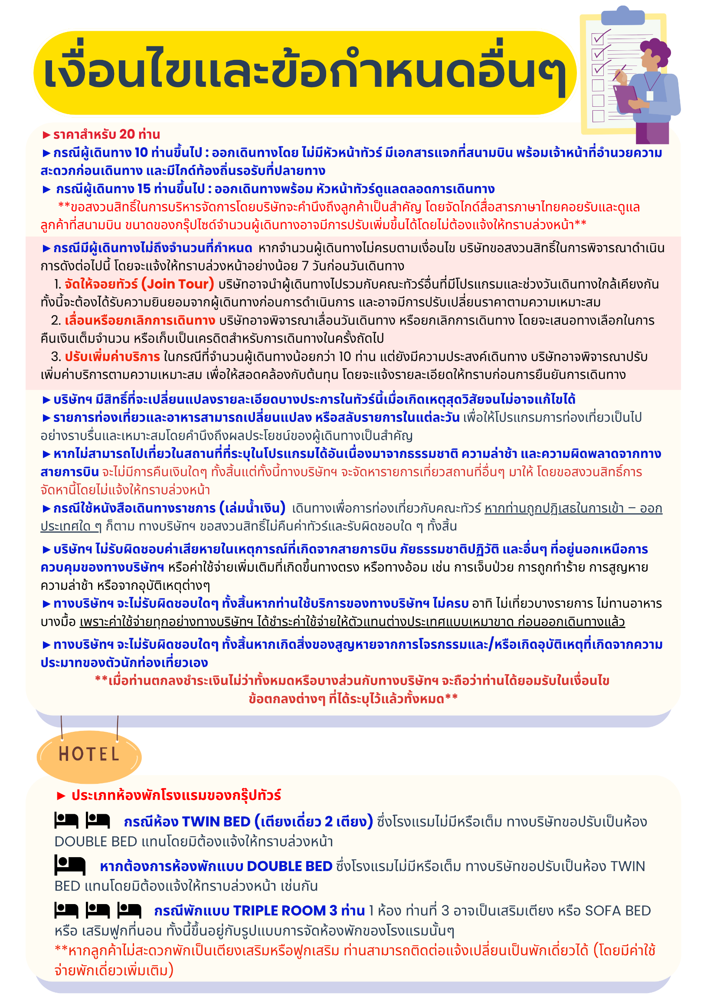 เงื่อนไขและข้อกำหนดอื่นๆ
►ราคาสำหรับ 20 ท่าน
►กรณีผู้เดินทาง 10 ท่านขึ้นไป : ออกเดินทางโดย ไม่มีหัวหน้าทัวร์ มีเอกสารแจกที่สนามบิน พร้อมเจ้าหน้าที่อำนวยความ
สะดวกก่อนเดินทาง และมีไกด์ท้องถิ่นรอรับที่ปลายทาง
► กรณีผู้เดินทาง 15 ท่านขึ้นไป : ออกเดินทางพร้อม หัวหน้าทัวร์ดูแลตลอดการเดินทาง
**ขอสงวนสิทธิ์ในการบริหารจัดการโดยบริษัทจะคำนึงถึงลูกค้าเป็นสำคัญ โดยจัดไกด์สื่อสารภาษาไทยคอยรับและดูแล
ลูกค้าที่สนามบิน ขนาดของกรุ๊ปไซด์จำนวนผู้เดินทางอาจมีการปรับเพิ่มขึ้นได้โดยไม่ต้องแจ้งให้ทราบล่วงหน้า**
►กรณีมีผู้เดินทางไม่ถึงจำนวนที่กำหนด หากจำนวนผู้เดินทางไม่ครบตามเงื่อนไข บริษัทขอสงวนสิทธิ์ในการพิจารณาดำเนิน
การดังต่อไปนี้ โดยจะแจ้งให้ทราบล่วงหน้าอย่างน้อย 7 วันก่อนวันเดินทาง
1. จัดให้จอยทัวร์ (Join Tour) บริษัทอาจนำผู้เดินทางไปรวมกับคณะทัวร์อื่นที่มีโปรแกรมและช่วงวันเดินทางใกล้เคียงกัน
ทั้งนี้จะต้องได้รับความยินยอมจากผู้เดินทางก่อนการดำเนินการ และอาจมีการปรับเปลี่ยนราคาตามความเหมาะสม
2. เลื่อนหรือยกเลิกการเดินทาง บริษัทอาจพิจารณาเลื่อนวันเดินทาง หรือยกเลิกการเดินทาง โดยจะเสนอทางเลือกในการ
คืนเงินเต็มจำนวน หรือเก็บเป็นเครดิตสำหรับการเดินทางในครั้งถัดไป
3. ปรับเพิ่มค่าบริการ ในกรณีที่จำนวนผู้เดินทางน้อยกว่า 10 ท่าน แต่ยังมีความประสงค์เดินทาง บริษัทอาจพิจารณาปรับ
เพิ่มค่าบริการตามความเหมาะสม เพื่อให้สอดคล้องกับต้นทุน โดยจะแจ้งรายละเอียดให้ทราบก่อนการยืนยันการเดินทาง
►บริษัทฯ มีสิทธิ์ที่จะเปลี่ยนแปลงรายละเอียดบางประการในทัวร์นี้เมื่อเกิดเหตุสุดวิสัยจนไม่อาจแก้ไขได้
►รายการท่องเที่ยวและอาหารสามารถเปลี่ยนแปลง หรือสลับรายการในแต่ละวัน เพื่อให้โปรแกรมการท่องเที่ยวเป็นไป
อย่างราบรื่นและเหมาะสมโดยคำนึงถึงผลประโยชน์ของผู้เดินทางเป็นสำคัญ
►หากไม่สามารถไปเที่ยวในสถานที่ที่ระบุในโปรแกรมได้อันเนื่องมาจากธรรมชาติ ความล่าช้า และความผิดพลาดจากทาง
สายการบิน จะไม่มีการคืนเงินใดๆ ทั้งสิ้นแต่ทั้งนี้ทางบริษัทฯ จะจัดหารายการเที่ยวสถานที่อื่นๆ มาให้ โดยขอสงวนสิทธิ์การ
จัดหานี้โดยไม่แจ้งให้ทราบล่วงหน้า
►กรณีใช้หนังสือเดินทางราชการ (เล่มน้ำเงิน) เดินทางเพื่อการท่องเที่ยวกับคณะทัวร์ หากท่านถูกปฏิเสธในการเข้า – ออก
ประเทศใด ๆ ก็ตาม ทางบริษัทฯ ขอสงวนสิทธิ์ไม่คืนค่าทัวร์และรับผิดชอบใด ๆ ทั้งสิ้น
►บริษัทฯ ไม่รับผิดชอบค่าเสียหายในเหตุการณ์ที่เกิดจากสายการบิน ภัยธรรมชาติปฏิวัติ และอื่นๆ ที่อยู่นอกเหนือการ
ควบคุมของทางบริษัทฯ หรือค่าใช้จ่ายเพิ่มเติมที่เกิดขึ้นทางตรง หรือทางอ้อม เช่น การเจ็บป่วย การถูกทำร้าย การสูญหาย
ความล่าช้า หรือจากอุบัติเหตุต่างๆ
►ทางบริษัทฯ จะไม่รับผิดชอบใดๆ ทั้งสิ้นหากท่านใช้บริการของทางบริษัทฯ ไม่ครบ อาทิ ไม่เที่ยวบางรายการ ไม่ทานอาหาร
บางมื้อ เพราะค่าใช้จ่ายทุกอย่างทางบริษัทฯ ได้ชำระค่าใช้จ่ายให้ตัวแทนต่างประเทศแบบเหมาขาด ก่อนออกเดินทางแล้ว
►ทางบริษัทฯ จะไม่รับผิดชอบใดๆ ทั้งสิ้นหากเกิดสิ่งของสูญหายจากการโจรกรรมและ/หรือเกิดอุบัติเหตุที่เกิดจากความ
ประมาทของตัวนักท่องเที่ยวเอง
**เมื่อท่านตกลงชำระเงินไม่ว่าทั้งหมดหรือบางส่วนกับทางบริษัทฯ จะถือว่าท่านได้ยอมรับในเงื่อนไข
ข้อตกลงต่างๆ ที่ได้ระบุไว้แล้วทั้งหมด**
HOTEL
► ประเภทห้องพักโรงแรมของกรุ๊ปทัวร์
กรณีห้อง TWIN BED (เตียงเดี่ยว 2 เตียง) ซึ่งโรงแรมไม่มีหรือเต็ม ทางบริษัทขอปรับเป็นห้อง
DOUBLE BED แทนโดยมิต้องแจ้งให้ทราบล่วงหน้า
หากต้องการห้องพักแบบ DOUBLE BED ซึ่งโรงแรมไม่มีหรือเต็ม ทางบริษัทขอปรับเป็นห้อง TWIN
BED แทนโดยมิต้องแจ้งให้ทราบล่วงหน้า เช่นกัน
กรณีพักแบบ TRIPLE ROOM 3 ท่าน 1 ห้อง ท่านที่ 3 อาจเป็นเสริมเตียง หรือ SOFA BED
หรือ เสริมฟูกที่นอน ทั้งนี้ขึ้นอยู่กับรูปแบบการจัดห้องพักของโรงแรมนั้นๆ
**หากลูกค้าไม่สะดวกพักเป็นเตียงเสริมหรือฟูกเสริม ท่านสามารถติดต่อแจ้งเปลี่ยนเป็นพักเดี่ยวได้ (โดยมีค่าใช้
จ่ายพักเดี่ยวเพิ่มเติม)